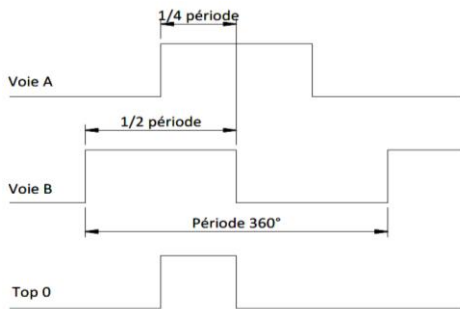 1/4 période
Voie A
1/2 période
Voie B
Période 360°
Top 0